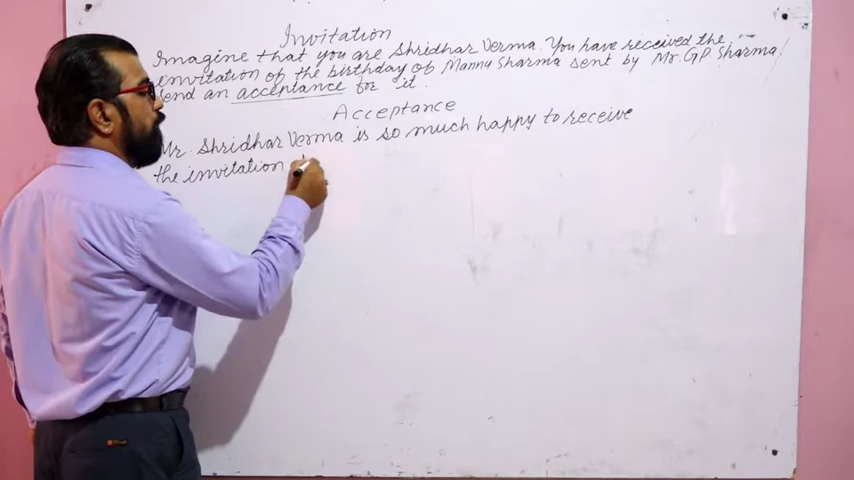 Invitation
Imagine that you are Shridhar Verma. You have received the
invitation of the birthday of Mannu Sharma sent by Mr. G.P. Sharma.
send an acceptance for it.
Acceptance
Mr. Shridhar Verma is so much happy to receive
the invitation